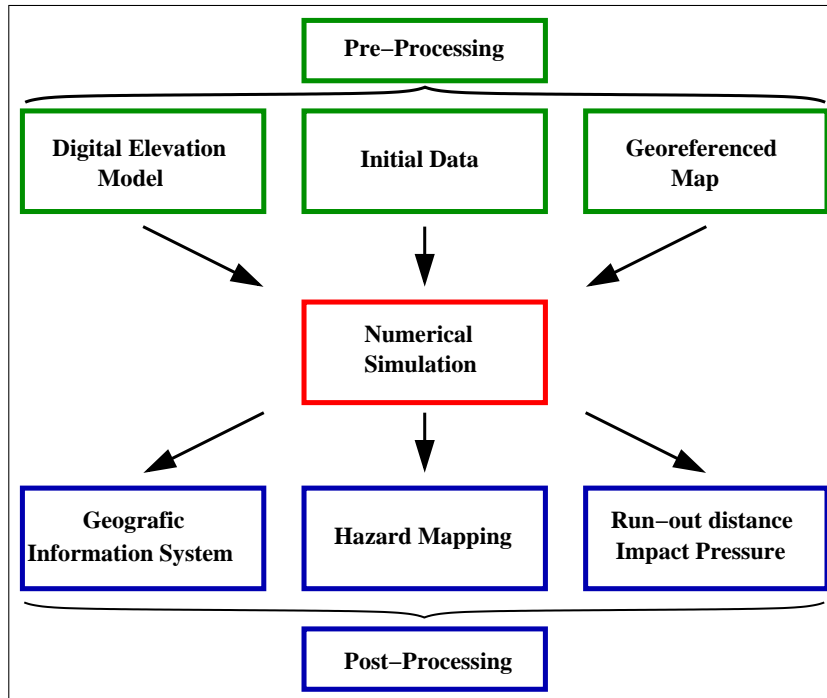 Pre−Processing
Digital Elevation
Model
Initial Data
Georeferenced
Map
Numerical
Simulation
Geografic
Information System
Hazard Mapping
Run−out distance
Impact Pressure
Post−Processing